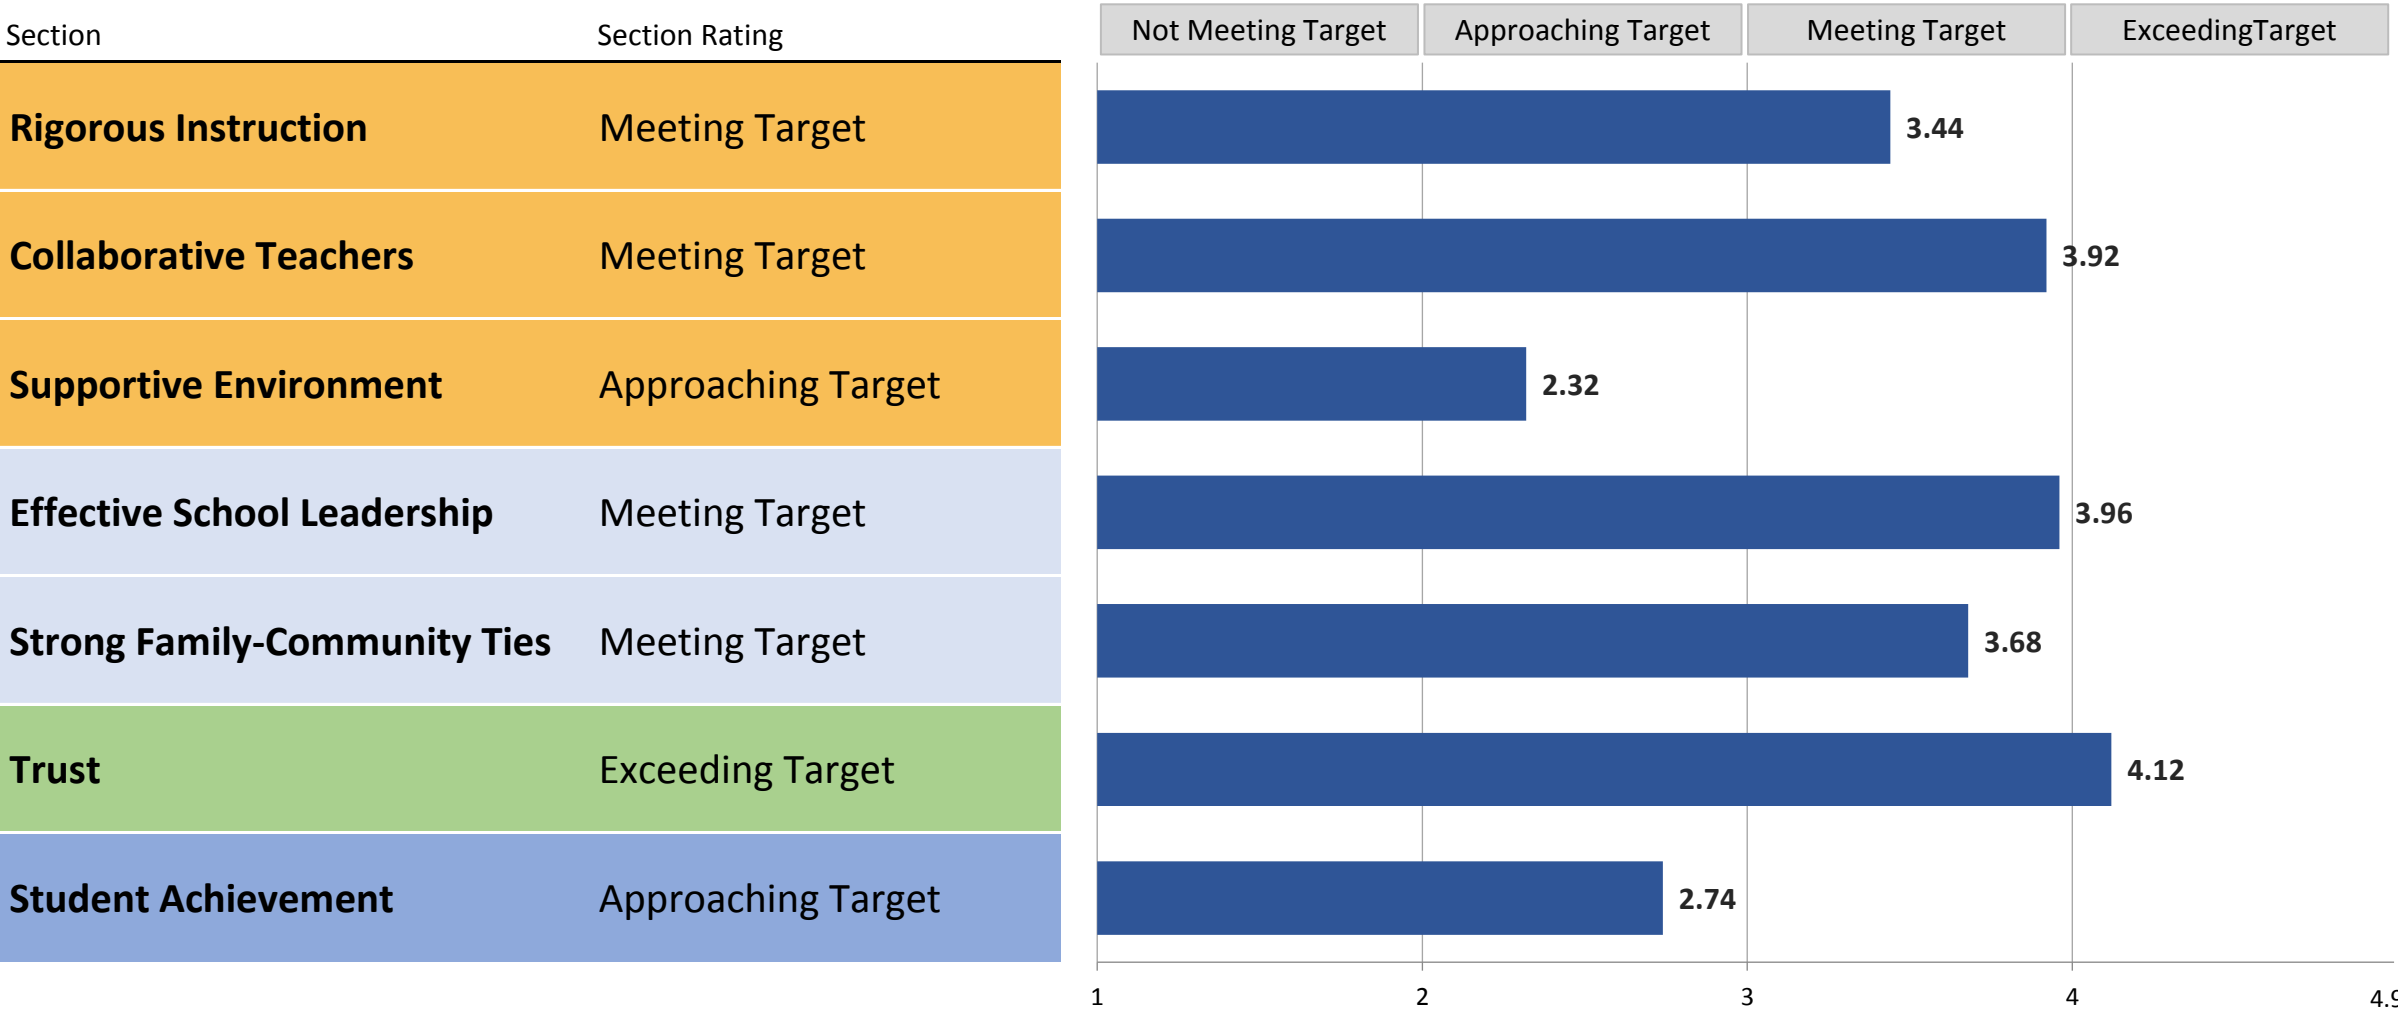 Section Section Rating Not Meeting Target Approaching Target Meeting Target ExceedingTarget
Rigorous Instruction Meeting Target 3.44
Collaborative Teachers Meeting Target 3.92
Supportive Environment Approaching Target 2.32
Effective School Leadership Meeting Target 3.96
Strong Family-Community Ties Meeting Target 3.68
Trust Exceeding Target 4.12
Student Achievement Approaching Target 2.74
1 2 3 4 4.9